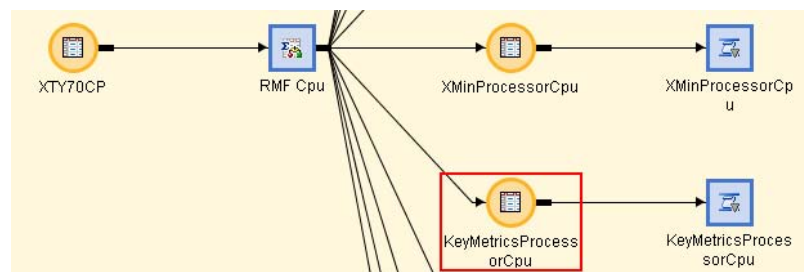 XTY70CP
RMF Cpu
XMinProcessorCpu
XMinProcessorCp
u
KeyMetricsProcess
orCpu
KeyMetricsProces
sorCpu